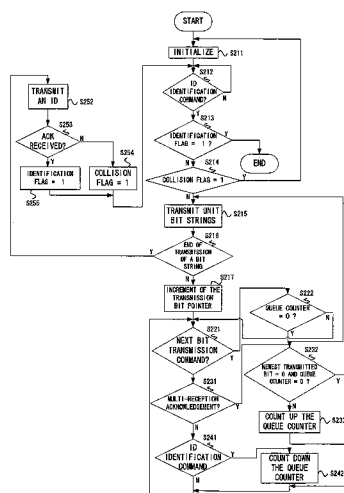 START
INITIALIZE
S211
S212
ID
IDENTIFICATION
COMMAND?
N
Y
S213
IDENTIFICATION
FLAG = 1 ?
Y
N
END
S214
COLLISION FLAG = 1
Y
N
TRANSMIT
AN ID
S252
S253
ACK
RECEIVED?
N
Y
S254
IDENTIFICATION
FLAG = 1
S255
COLLISION
FLAG = 1
TRANSMIT UNIT
BIT STRINGS
S215
S216
END OF
TRANSMISSION
OF A BIT
STRING
Y
N
S217
INCREMENT OF THE
TRANSMISSION
BIT POINTER
S222
QUEUE COUNTER
= 0 ?
N
Y
S221
NEXT BIT
TRANSMISSION
COMMAND?
Y
N
S232
NEWEST TRANSMITTED
BIT = 0 AND QUEUE
COUNTER = 0 ?
Y
N
S231
MULTI-RECEPTION
ACKNOWLEDGEMENT?
Y
N
COUNT UP THE
QUEUE COUNTER
S233
S241
ID
IDENTIFICATION
COMMAND
Y
N
COUNT DOWN
THE QUEUE
COUNTER
S242